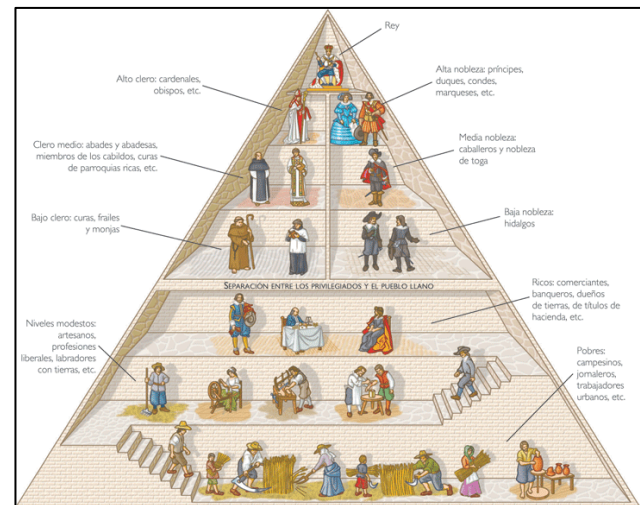 Rey
Alto clero: cardenales,
obispos, etc.
Alta nobleza: príncipes,
duques, condes,
marqueses, etc.
Clero medio: abades y abadesas,
miembros de los cabildos, curas
de parroquias ricas, etc.
Media nobleza:
caballeros y nobleza
de toga
Bajo clero: curas, frailes
y monjas
Baja nobleza:
hidalgos
SEPARACIÓN ENTRE LOS PRIVILEGIADOS Y EL PUEBLO LLANO
Ricos: comerciantes,
banqueros, dueños
de tierras, de títulos de
hacienda, etc.
Niveles modestos:
artesanos,
profesiones
liberales, labradores
con tierras, etc.
Pobres:
campesinos,
jornaleros,
trabajadores
urbanos, etc.